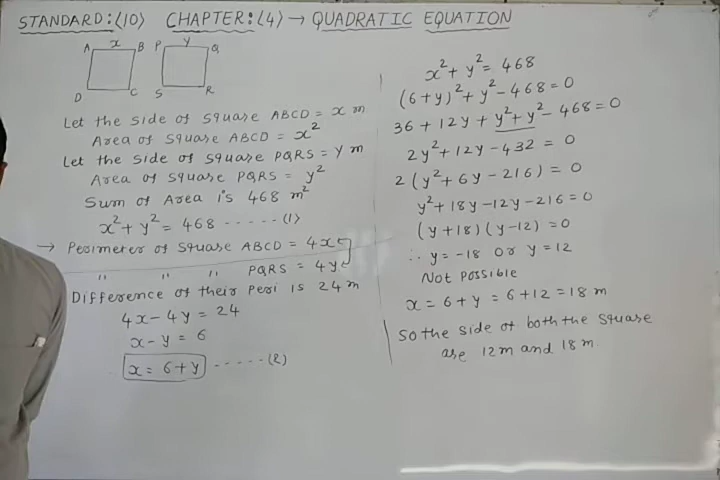 STANDARD:(10) CHAPTER:(4) → QUADRATIC EQUATION
A x B P y Q
D C S R
Let the side of square ABCD = x m
Area of square ABCD = x²
Let the side of square PQRS = y m
Area of square PQRS = y²
Sum of Area is 468 m²
x² + y² = 468 ----- (1)
→ Perimeter of square ABCD = 4x
" " " PQRS = 4y
Difference of their peri is 24 m
4x - 4y = 24
x - y = 6
x = 6 + y ----- (2)
x² + y² = 468
(6 + y)² + y² - 468 = 0
36 + 12y + y² + y² - 468 = 0
2y² + 12y - 432 = 0
2 (y² + 6y - 216) = 0
y² + 18y - 12y - 216 = 0
(y + 18) (y - 12) = 0
∴ y = -18 or y = 12
Not possible
x = 6 + y = 6 + 12 = 18 m
So the side of both the square
are 12 m and 18 m.